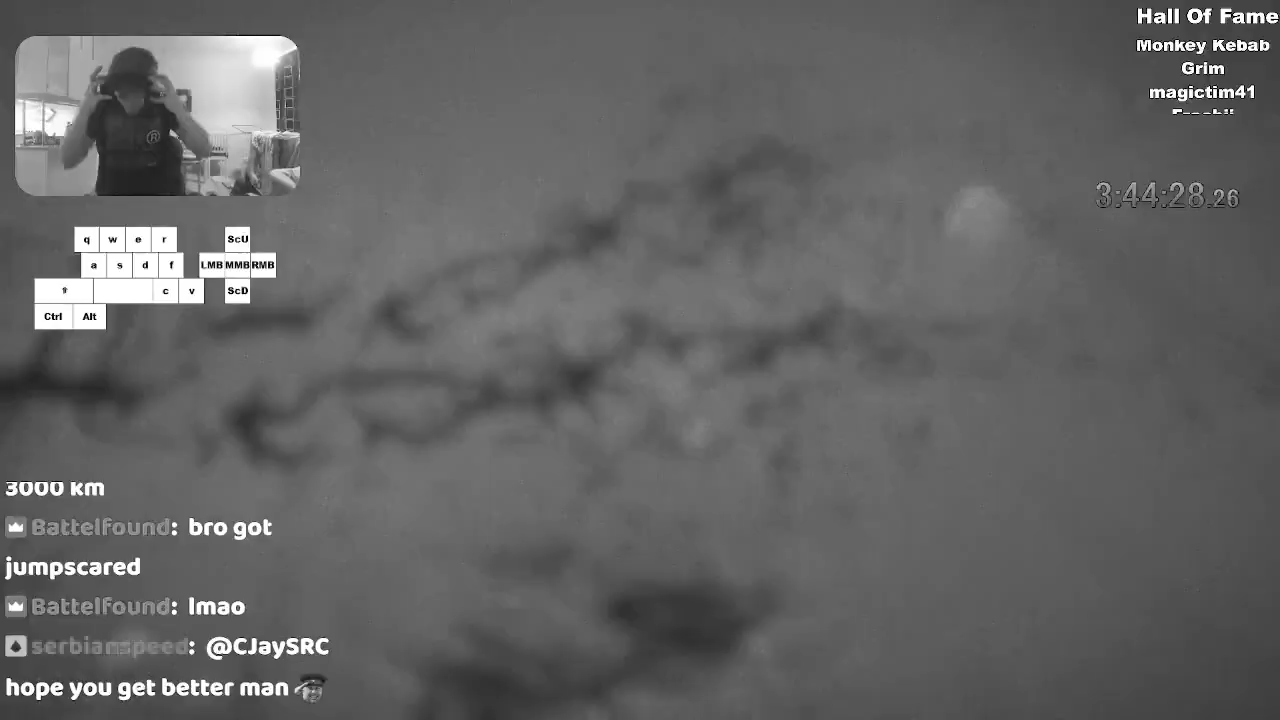 Hall Of Fame
Monkey Kebab
Grim
magictim41
3:44:28.26
®
q w e r ScU
a s d f LMB MMB RMB
⇧ c v ScD
Ctrl Alt
3000 km
Battelfound: bro got
jumpscared
Battelfound: lmao
serbianspeed: @CJaySRC
hope you get better man